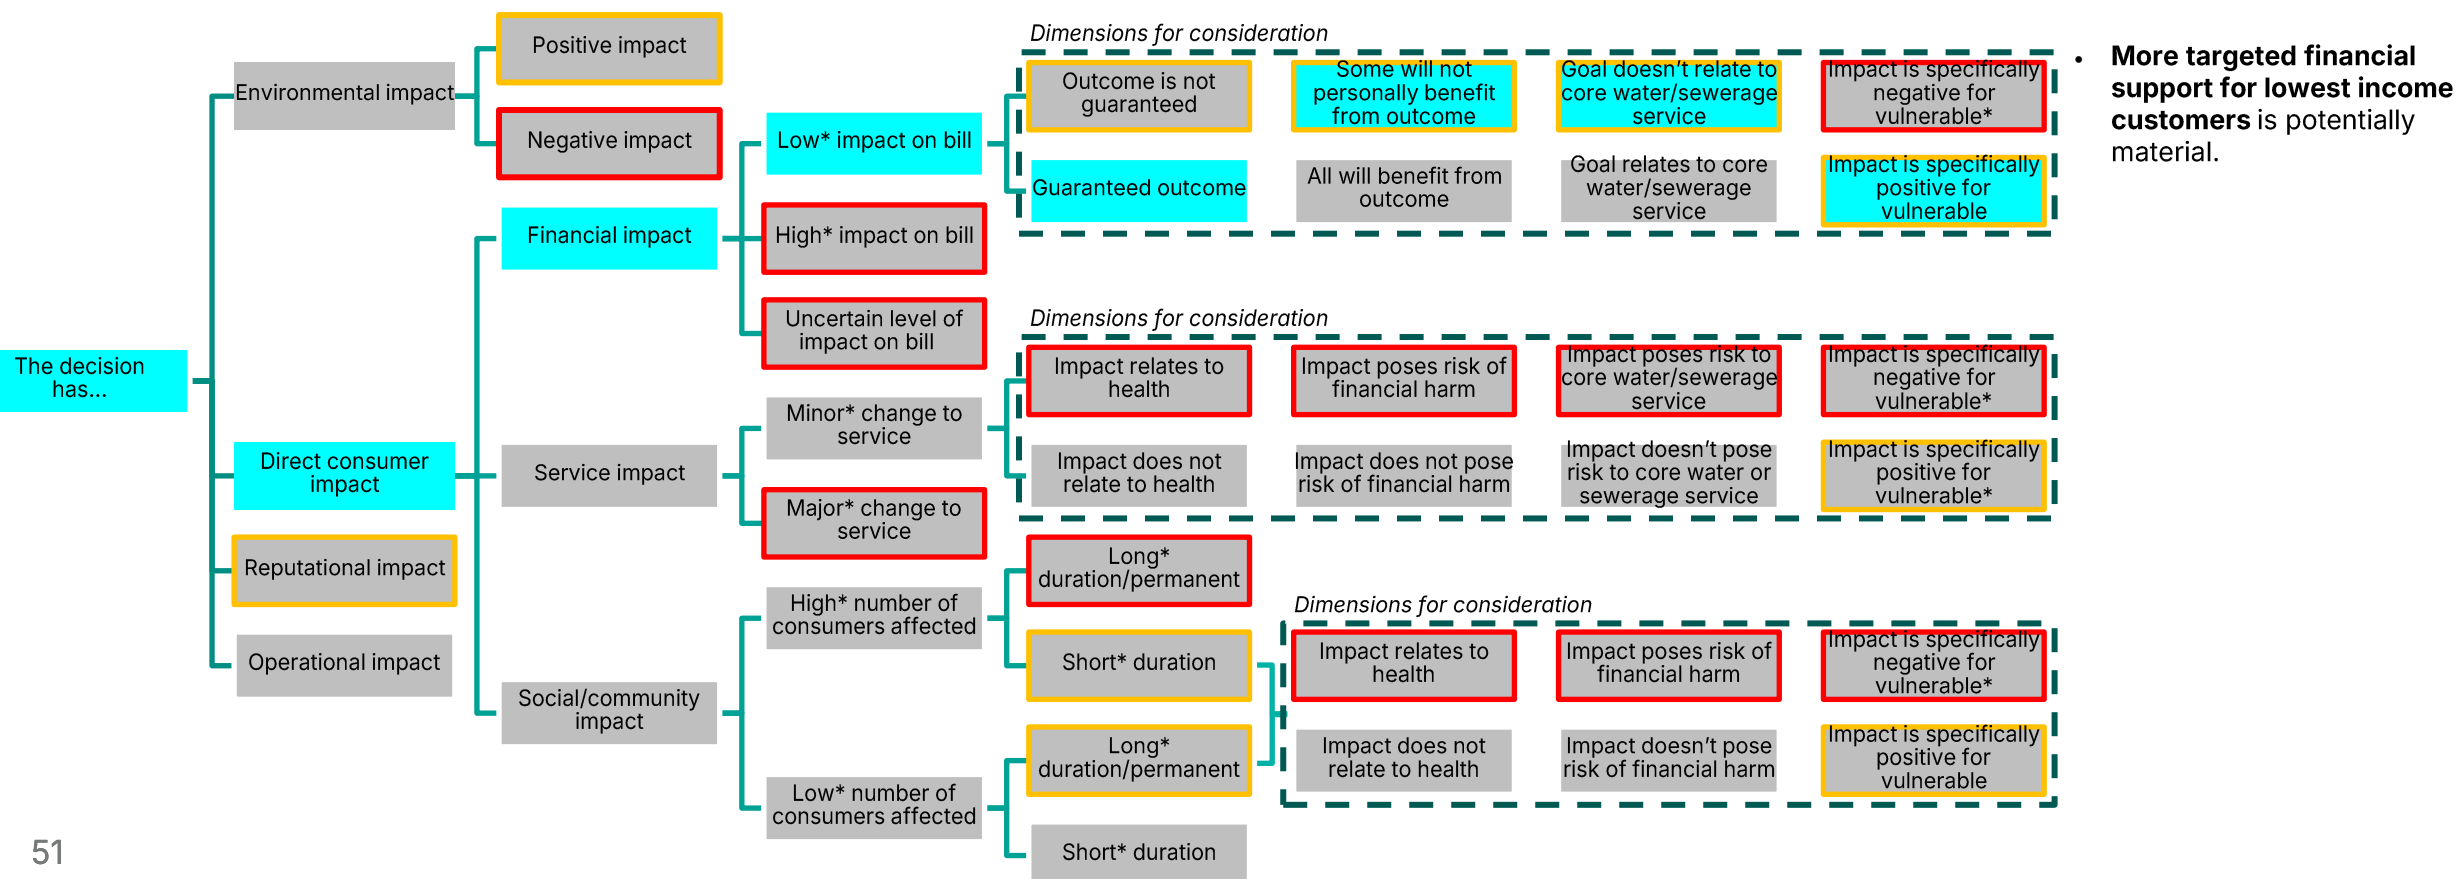 The decision
has...
Environmental impact
Direct consumer
impact
Reputational impact
Operational impact
Positive impact
Negative impact
Financial impact
Service impact
Social/community
impact
Low* impact on bill
High* impact on bill
Uncertain level of
impact on bill
Minor* change to
service
Major* change to
service
High* number of
consumers affected
Low* number of
consumers affected
Dimensions for consideration
Outcome is not
guaranteed
Some will not
personally benefit
from outcome
Goal doesn’t relate to
core water/sewerage
service
Impact is specifically
negative for
vulnerable*
Guaranteed outcome
All will benefit from
outcome
Goal relates to core
water/sewerage
service
Impact is specifically
positive for
vulnerable
Dimensions for consideration
Impact relates to
health
Impact poses risk of
financial harm
Impact poses risk to
core water/sewerage
service
Impact is specifically
negative for
vulnerable*
Impact does not
relate to health
Impact does not pose
risk of financial harm
Impact doesn’t pose
risk to core water or
sewerage service
Impact is specifically
positive for
vulnerable*
Long*
duration/permanent
Short* duration
Long*
duration/permanent
Short* duration
Dimensions for consideration
Impact relates to
health
Impact poses risk of
financial harm
Impact is specifically
negative for
vulnerable*
Impact does not
relate to health
Impact doesn’t pose
risk of financial harm
Impact is specifically
positive for
vulnerable
• More targeted financial
support for lowest income
customers is potentially
material.
51